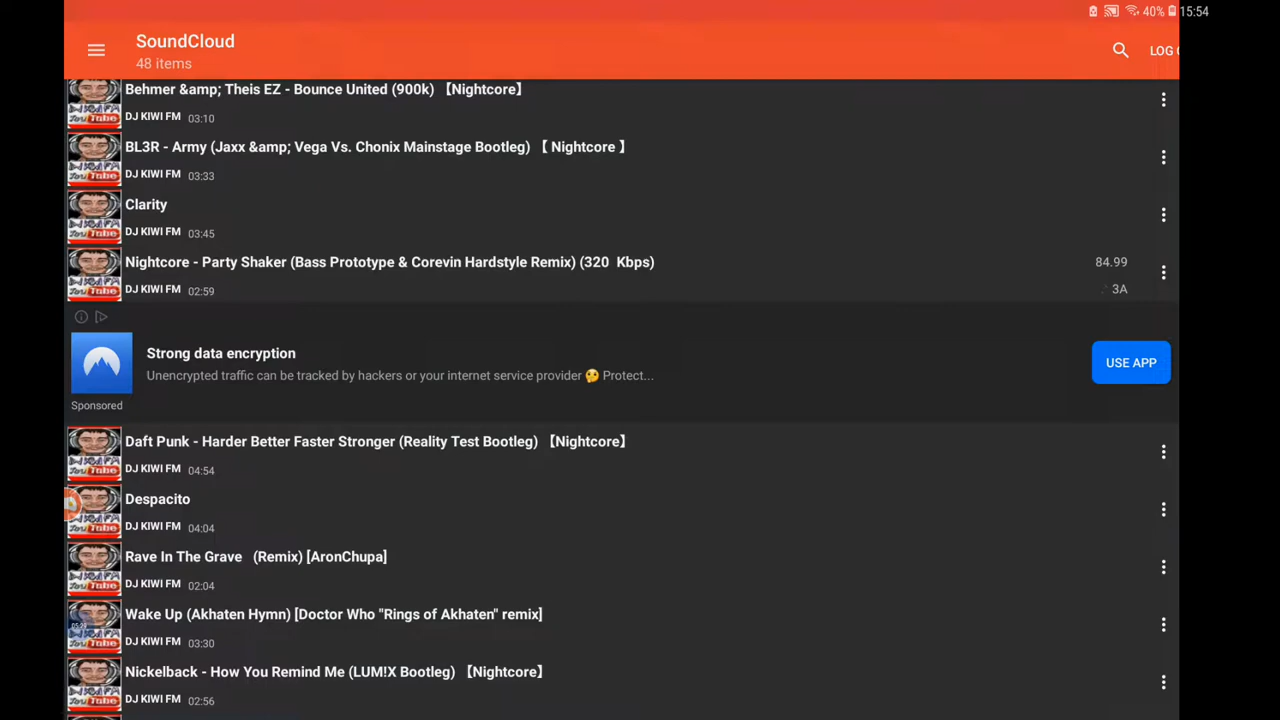 40% 15:54
SoundCloud
48 items
LOG
Behmer &amp; Theis EZ - Bounce United (900k) 【Nightcore】
DJ KIWI FM 03:10
BL3R - Army (Jaxx &amp; Vega Vs. Chonix Mainstage Bootleg) 【 Nightcore 】
DJ KIWI FM 03:33
Clarity
DJ KIWI FM 03:45
Nightcore - Party Shaker (Bass Prototype & Corevin Hardstyle Remix) (320 Kbps)
84.99
DJ KIWI FM 02:59
3A
Strong data encryption
Unencrypted traffic can be tracked by hackers or your internet service provider 🤔 Protect...
USE APP
Sponsored
Daft Punk - Harder Better Faster Stronger (Reality Test Bootleg) 【Nightcore】
DJ KIWI FM 04:54
Despacito
DJ KIWI FM 04:04
Rave In The Grave (Remix) [AronChupa]
DJ KIWI FM 02:04
Wake Up (Akhaten Hymn) [Doctor Who "Rings of Akhaten" remix]
DJ KIWI FM 03:30
Nickelback - How You Remind Me (LUM!X Bootleg) 【Nightcore】
DJ KIWI FM 02:56